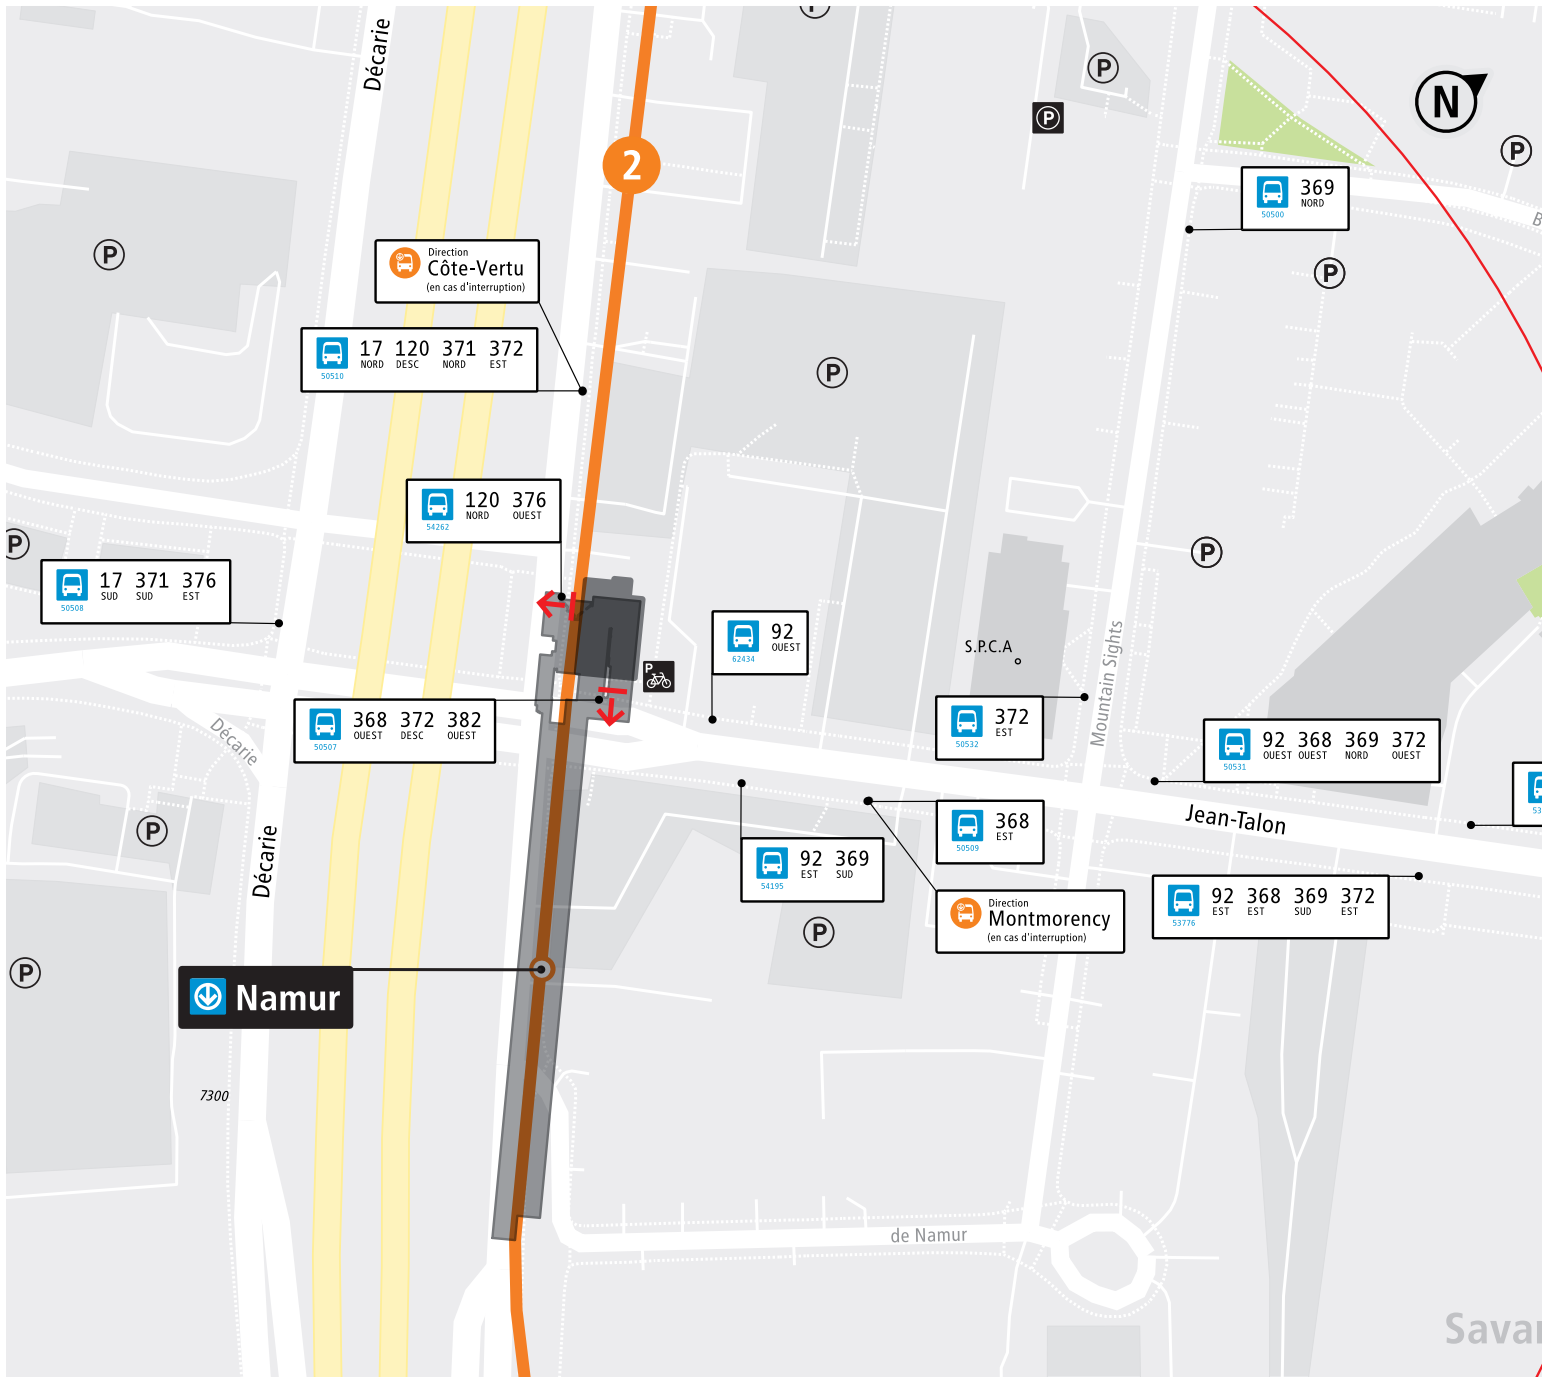 P
Décarie
P
N
P
P
2
369
NORD
50500
B
Direction
Côte-Vertu
(en cas d'interruption)
P
P
17 120 371 372
NORD DESC NORD EST
50510
P
120 376
NORD OUEST
54262
P
P
17 371 376
SUD SUD EST
50508
92
OUEST
62434
S.P.C.A
P
Mountain Sights
Décarie
368 372 382
OUEST DESC OUEST
50507
372
EST
50532
92 368 369 372
OUEST OUEST NORD OUEST
50531
53
Jean-Talon
P
Décarie
368
EST
50509
92 369
EST SUD
54195
92 368 369 372
EST EST SUD EST
53776
Direction
Montmorency
(en cas d'interruption)
P
P
Namur
7300
de Namur
Savan